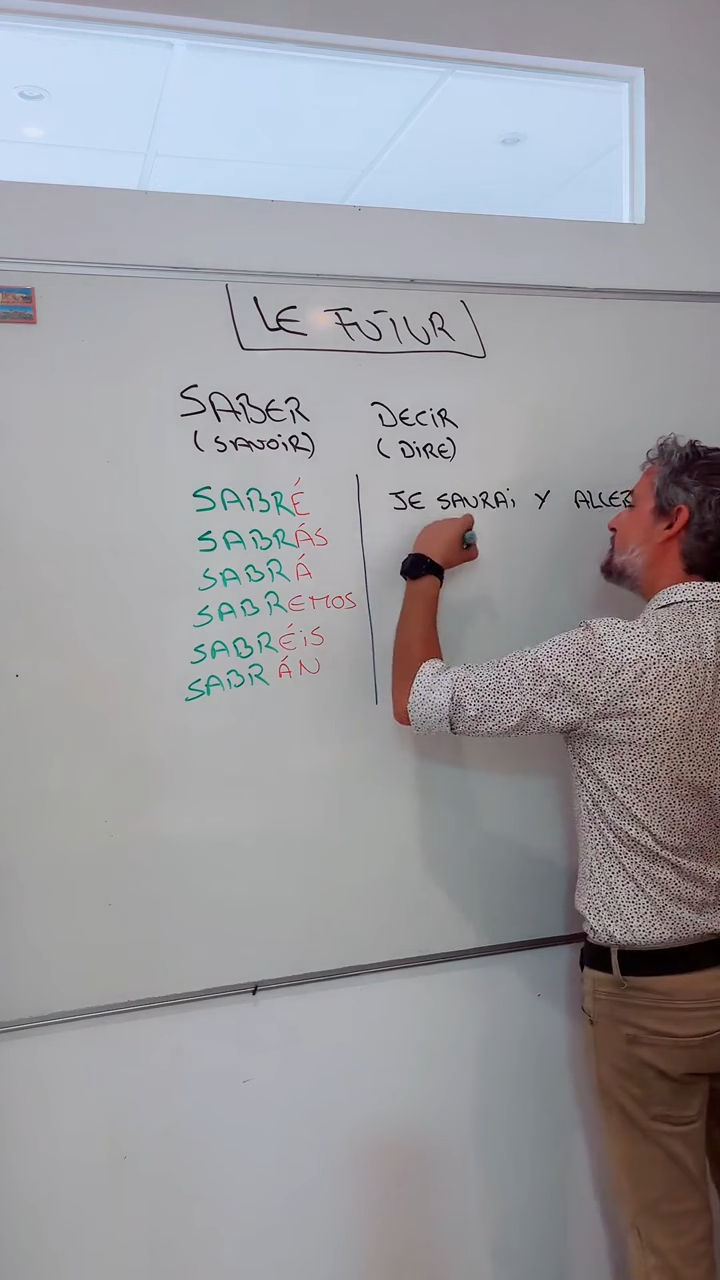 LE FUTUR
SABER
(SAVOIR)
DECIR
(DIRE)
SABRÉ
SABRÁS
SABRÁ
SABREMOS
SABRÉIS
SABRÁN
JE SAURAI Y ALLER